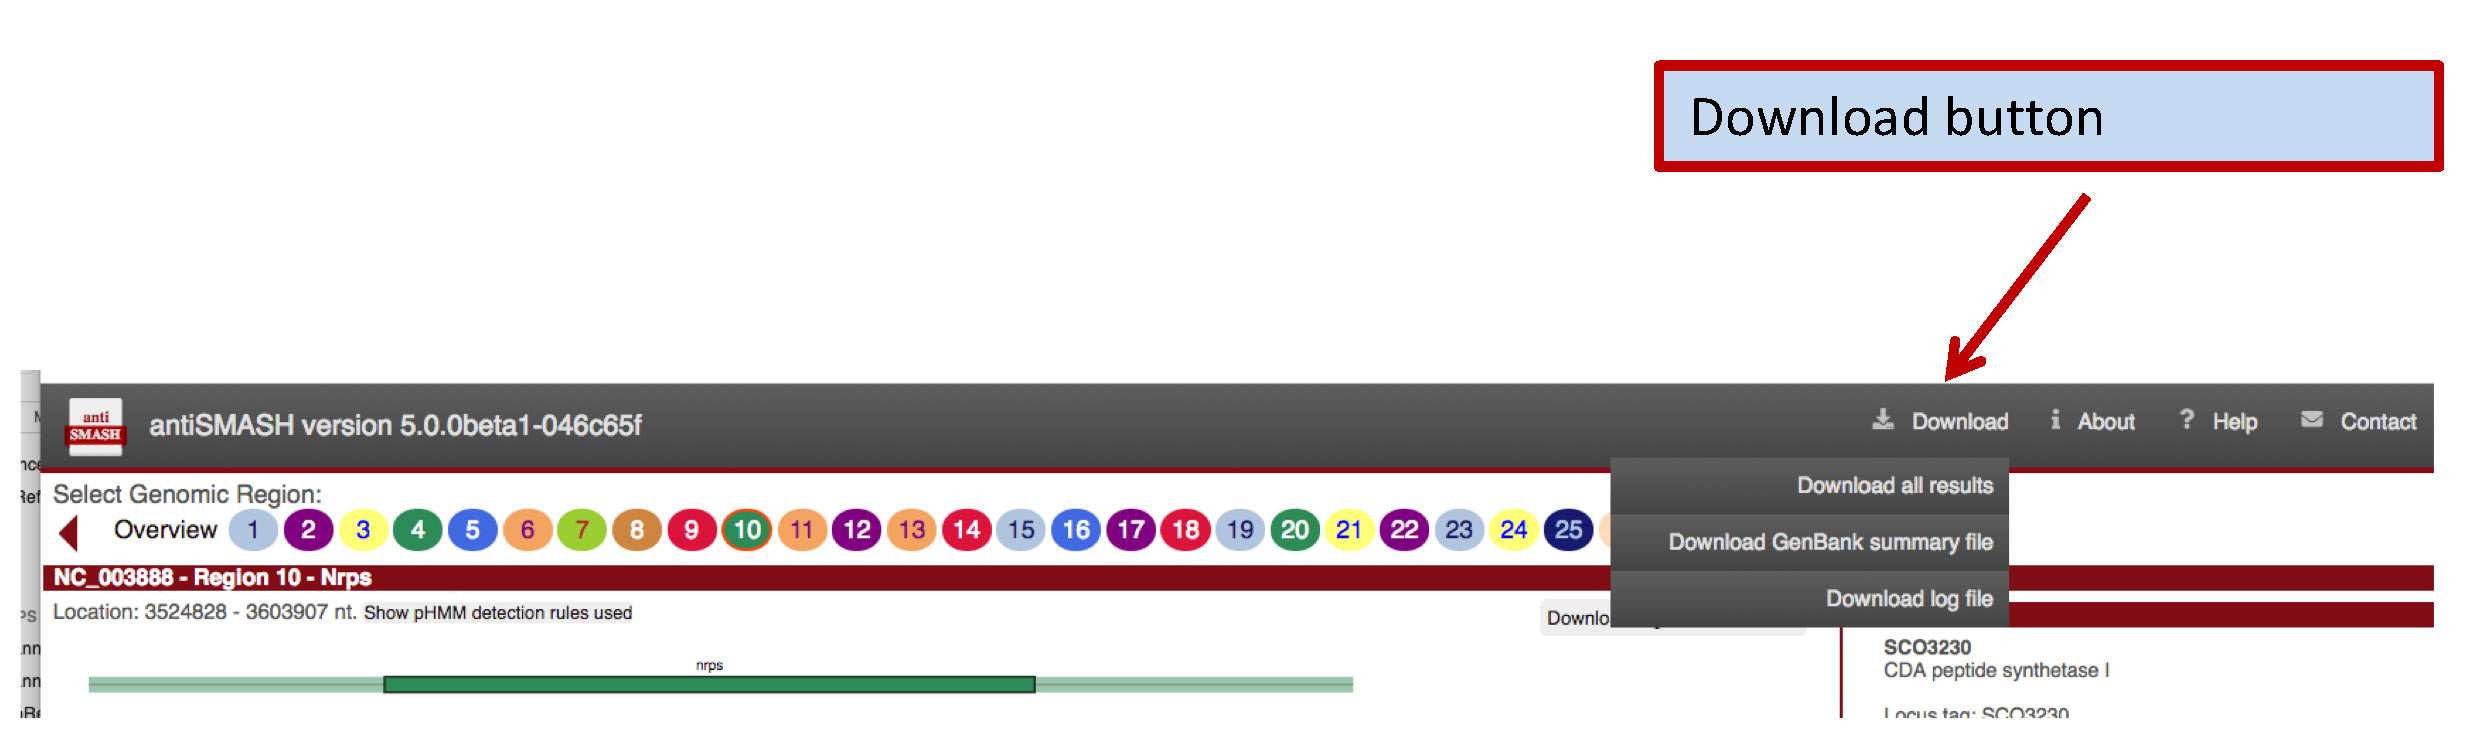 Download button
anti
SMASH
antiSMASH version 5.0.0beta1-046c65f
Download
About
Help
Contact
Download all results
Download GenBank summary file
Download log file
Select Genomic Region:
Overview 1 2 3 4 5 6 7 8 9 10 11 12 13 14 15 16 17 18 19 20 21 22 23 24 25
NC_003888 - Region 10 - Nrps
Location: 3524828 - 3603907 nt. Show pHMM detection rules used
nrps
SCO3230
CDA peptide synthetase I
Locus tag: SCO3230